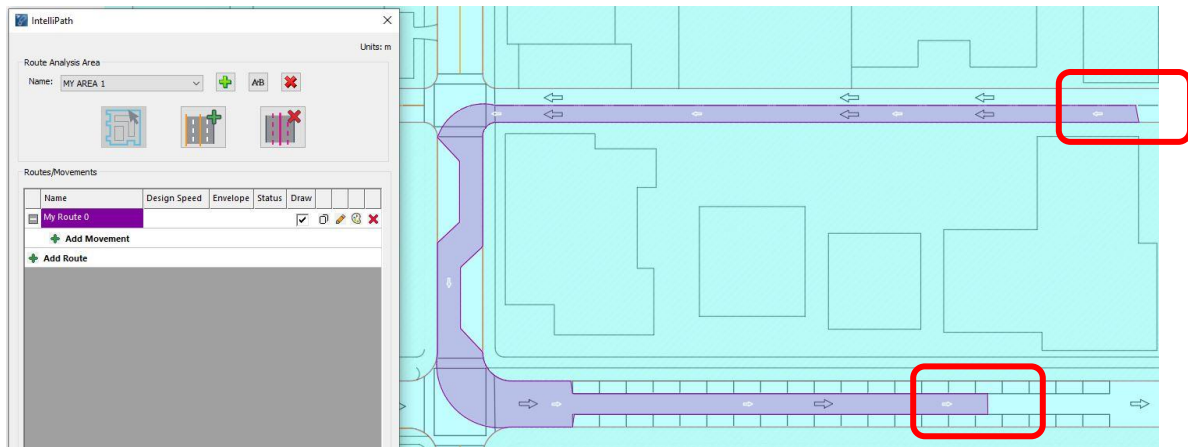 IntelliPath
Units: m
Route Analysis Area
Name: MY AREA 1
A›B
Routes/Movements
Name Design Speed Envelope Status Draw
My Route 0
Add Movement
Add Route